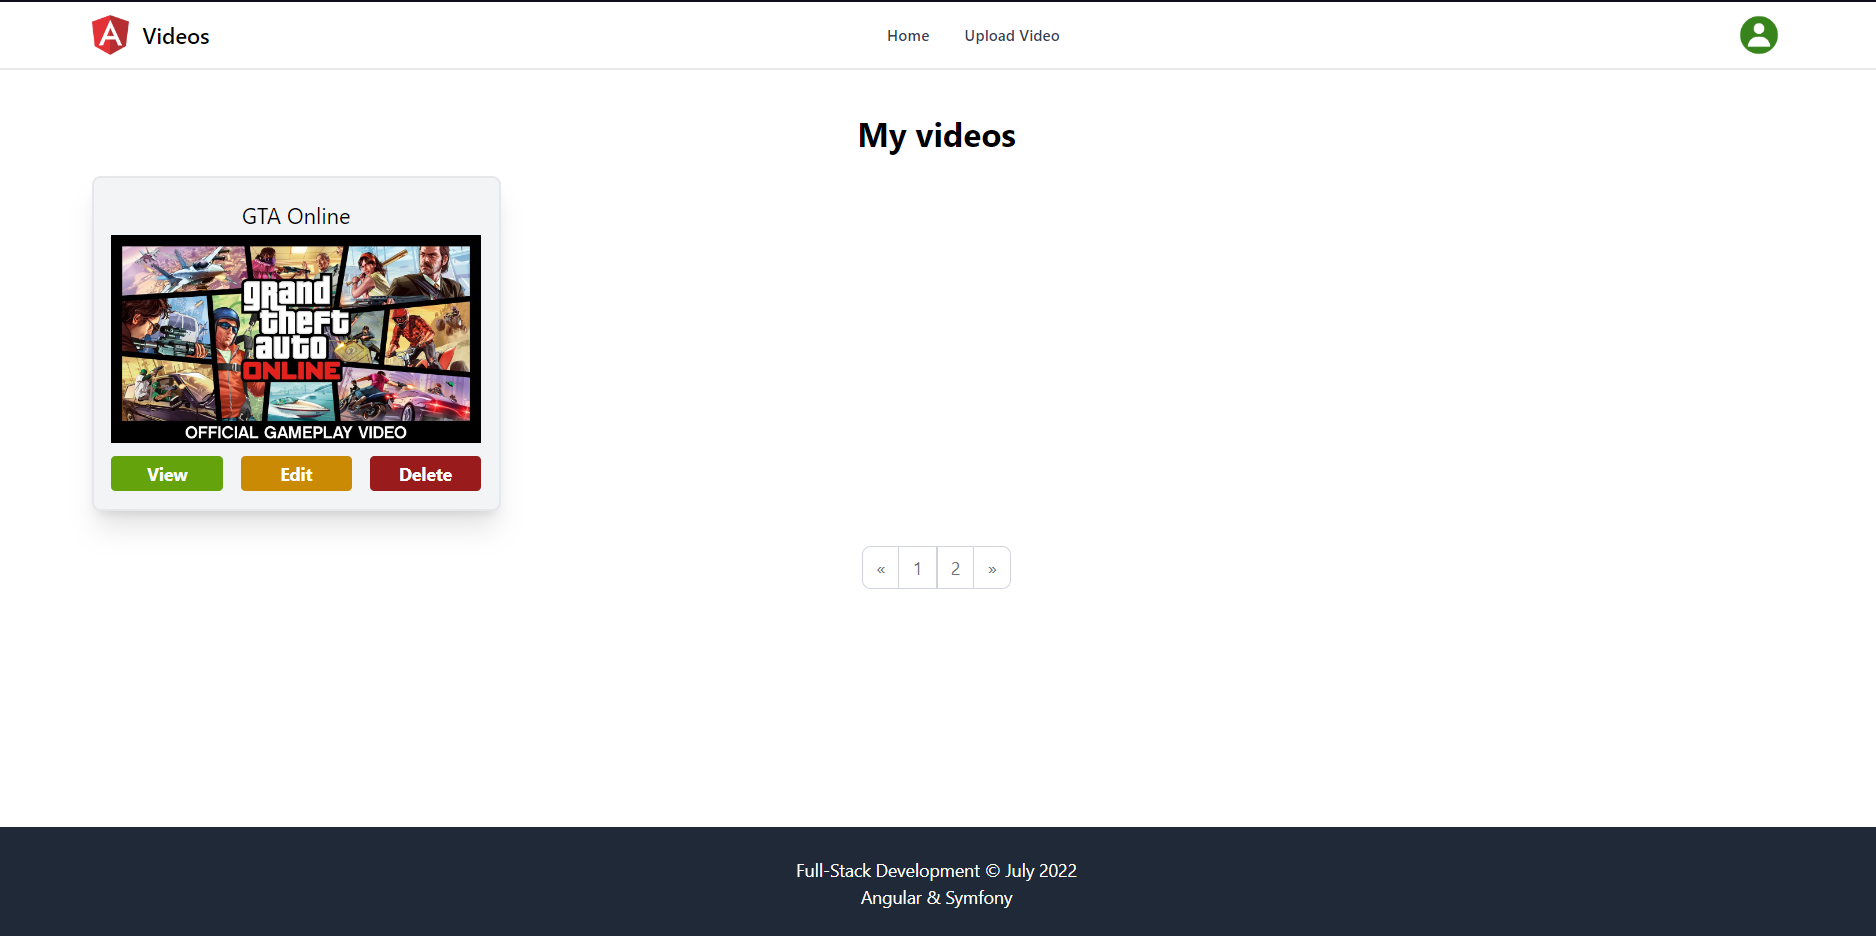 A Videos
Home Upload Video
My videos
GTA Online
grand
theft
auto
ONLINE
OFFICIAL GAMEPLAY VIDEO
View Edit Delete
« 1 2 »
Full-Stack Development © July 2022
Angular & Symfony